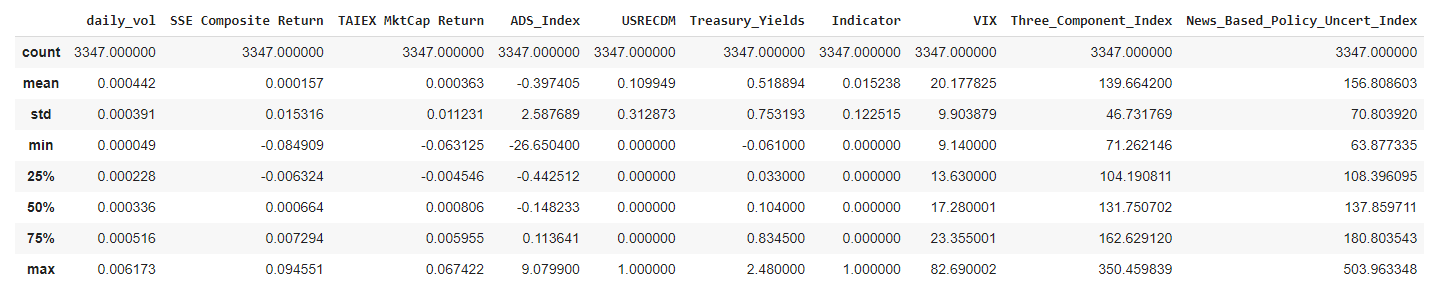 daily_vol SSE Composite Return TAIEX MktCap Return ADS_Index USRECDM Treasury_Yields Indicator VIX Three_Component_Index News_Based_Policy_Uncert_Index
count 3347.000000 3347.000000 3347.000000 3347.000000 3347.000000 3347.000000 3347.000000 3347.000000 3347.000000 3347.000000
mean 0.000442 0.000157 0.000363 -0.397405 0.109949 0.518894 0.015238 20.177825 139.664200 156.808603
std 0.000391 0.015316 0.011231 2.587689 0.312873 0.753193 0.122515 9.903879 46.731769 70.803920
min 0.000049 -0.084909 -0.063125 -26.650400 0.000000 -0.061000 0.000000 9.140000 71.262146 63.877335
25% 0.000228 -0.006324 -0.004546 -0.442512 0.000000 0.033000 0.000000 13.630000 104.190811 108.396095
50% 0.000336 0.000664 0.000806 -0.148233 0.000000 0.104000 0.000000 17.280001 131.750702 137.859711
75% 0.000516 0.007294 0.005955 0.113641 0.000000 0.834500 0.000000 23.355001 162.629120 180.803543
max 0.006173 0.094551 0.067422 9.079900 1.000000 2.480000 1.000000 82.690002 350.459839 503.963348